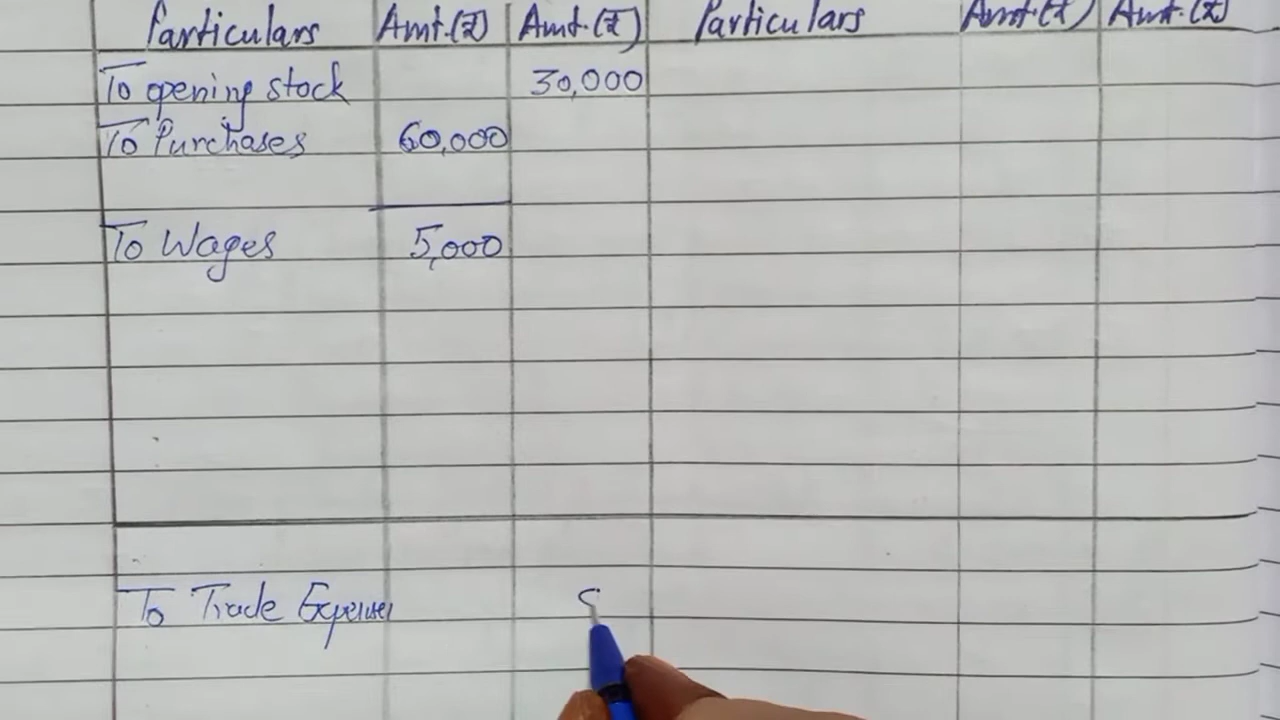 Particulars Amt.(₹) Amt.(₹) Particulars Amt.(₹) Amt.(₹)
To opening stock 30,000
To Purchases 60,000
To Wages 5,000
To Trade Expenses